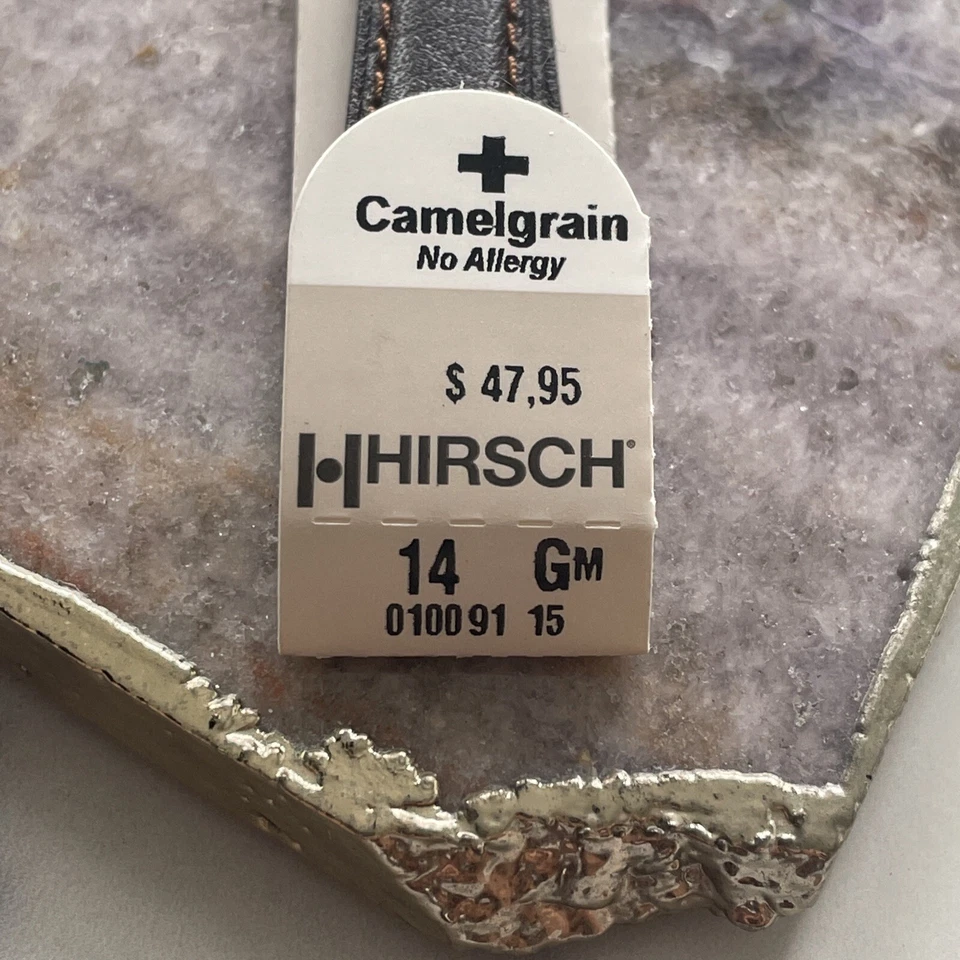 Camelgrain
No Allergy
$ 47,95
HIRSCH®
14 GM
010091 15